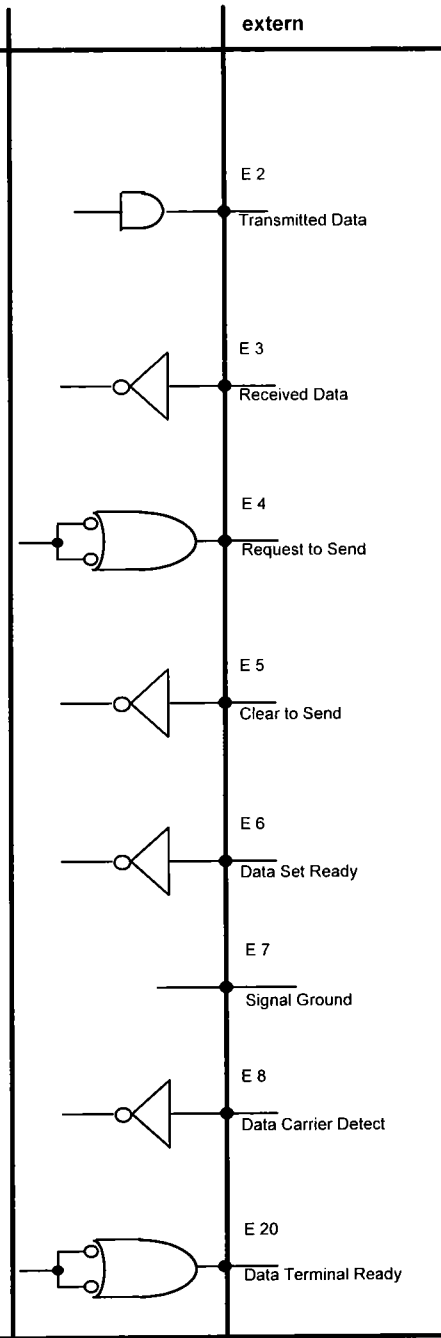 extern
E 2
Transmitted Data
E 3
Received Data
E 4
Request to Send
E 5
Clear to Send
E 6
Data Set Ready
E 7
Signal Ground
E 8
Data Carrier Detect
E 20
Data Terminal Ready